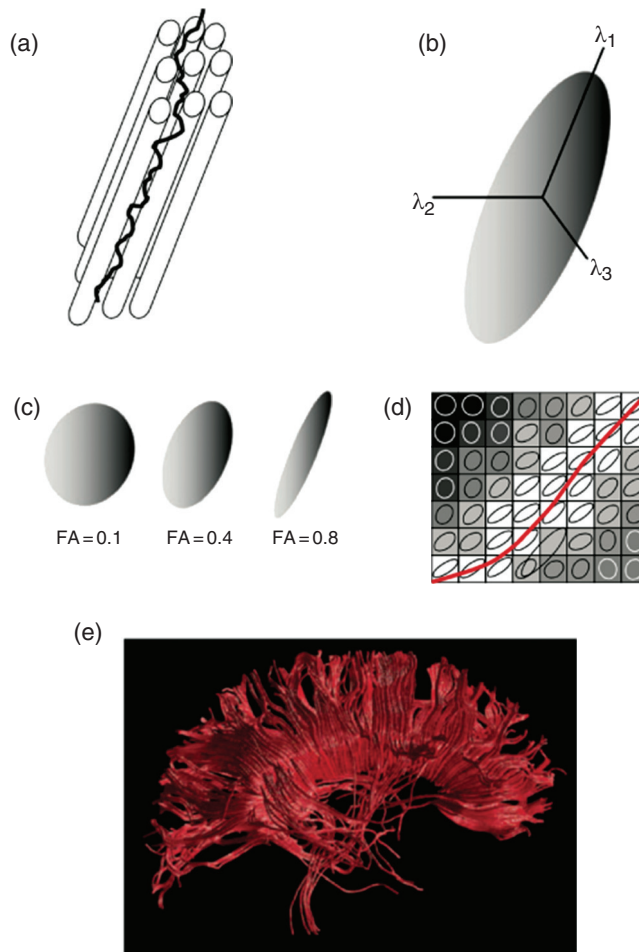 (a)
(b)
λ1
λ2
λ3
(c)
FA = 0.1 FA = 0.4 FA = 0.8
(d)
(e)